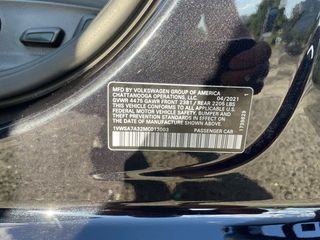 MFD BY VOLKSWAGEN GROUP OF AMERICA
CHATTANOOGA OPERATIONS, LLC 04/2021
GVWR 4475 GAWR FRONT 2381 / REAR 2205 LBS
THIS VEHICLE CONFORMS TO ALL APPLICABLE
FEDERAL MOTOR VEHICLE SAFETY, BUMPER AND
THEFT PREVENTION STANDARDS IN EFFECT
ON THE DATE OF MANUFACTURE SHOWN ABOVE
1VWSA7A32MC013003 PASSENGER CAR